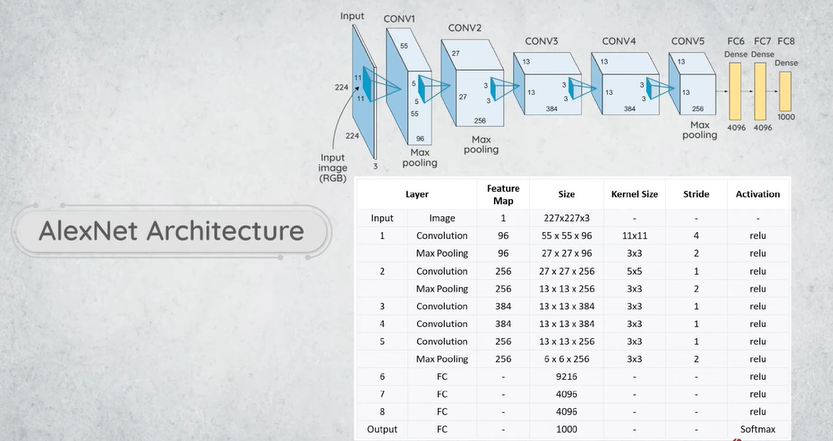 Input
CONV1
CONV2
CONV3
CONV4
CONV5
FC6
FC7
FC8
Dense
Dense
Dense
55
27
13
13
13
11
11
224
224
3
5
5
55
96
27
3
3
256
13
3
3
384
13
3
3
384
13
256
4096
4096
1000
Max
pooling
Max
pooling
Max
pooling
Input
image
(RGB)
AlexNet Architecture
Layer Feature Map Size Kernel Size Stride Activation
Input Image 1 227x227x3 - - -
1 Convolution 96 55 x 55 x 96 11x11 4 relu
Max Pooling 96 27 x 27 x 96 3x3 2 relu
2 Convolution 256 27 x 27 x 256 5x5 1 relu
Max Pooling 256 13 x 13 x 256 3x3 2 relu
3 Convolution 384 13 x 13 x 384 3x3 1 relu
4 Convolution 384 13 x 13 x 384 3x3 1 relu
5 Convolution 256 13 x 13 x 256 3x3 1 relu
Max Pooling 256 6 x 6 x 256 3x3 2 relu
6 FC - 9216 - - relu
7 FC - 4096 - - relu
8 FC - 4096 - - relu
Output FC - 1000 - - Softmax